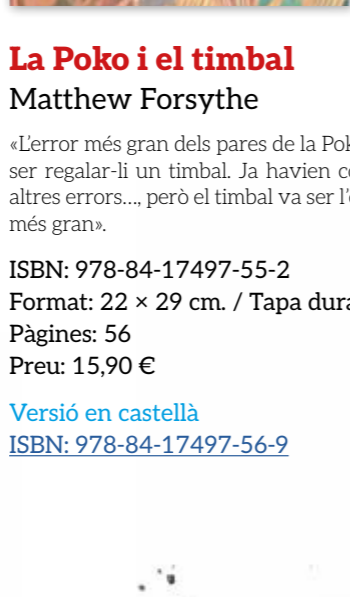 La Poko i el timbal
Matthew Forsythe
«L'error més gran dels pares de la
ser regalar-li un timbal. Ja havien
altres errors…, però el timbal va ser
més gran».
ISBN: 978-84-17497-55-2
Format: 22 × 29 cm. / Tapa dura
Pàgines: 56
Preu: 15,90 €
Versió en castellà
ISBN: 978-84-17497-56-9